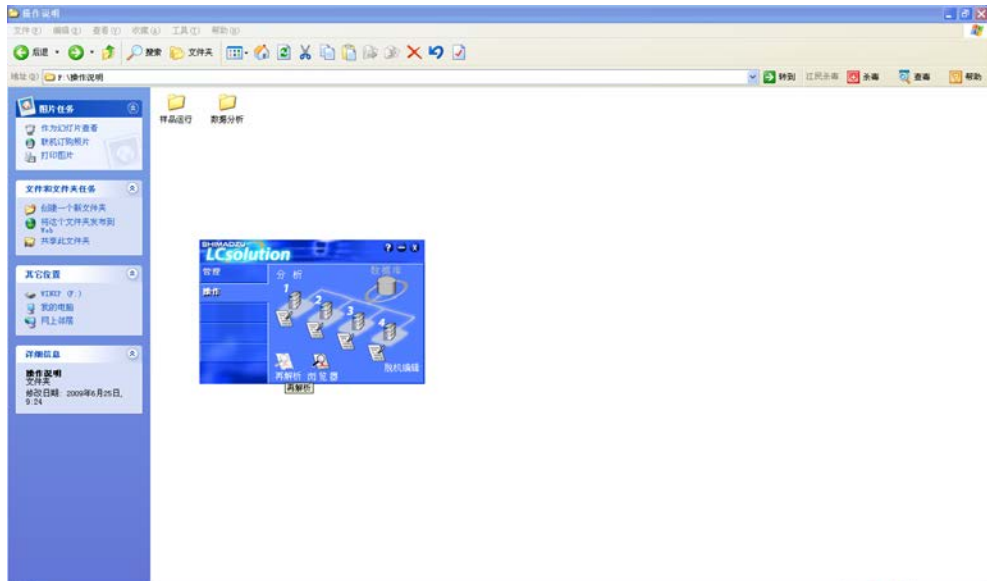 操作说明
文件(F) 编辑(E) 查看(V) 收藏(A) 工具(T) 帮助(H)
后退 搜索 文件夹
地址(D) F:\操作说明 转到 江民杀毒 杀毒 查毒 帮助
图片任务
作为幻灯片查看
联机订购照片
打印图片
文件和文件夹任务
创建一个新文件夹
将这个文件夹发布到
Web
共享此文件夹
其它位置
(F:)
我的电脑
网上邻居
详细信息
操作说明
文件夹
修改日期: 2009年6月25日,
9:24
样品运行 数据分析
SHIMADZU
LCsolution
管理
操作
分析
数据库
1
2
3
4
再解析 浏览器
脱机编辑
再解析